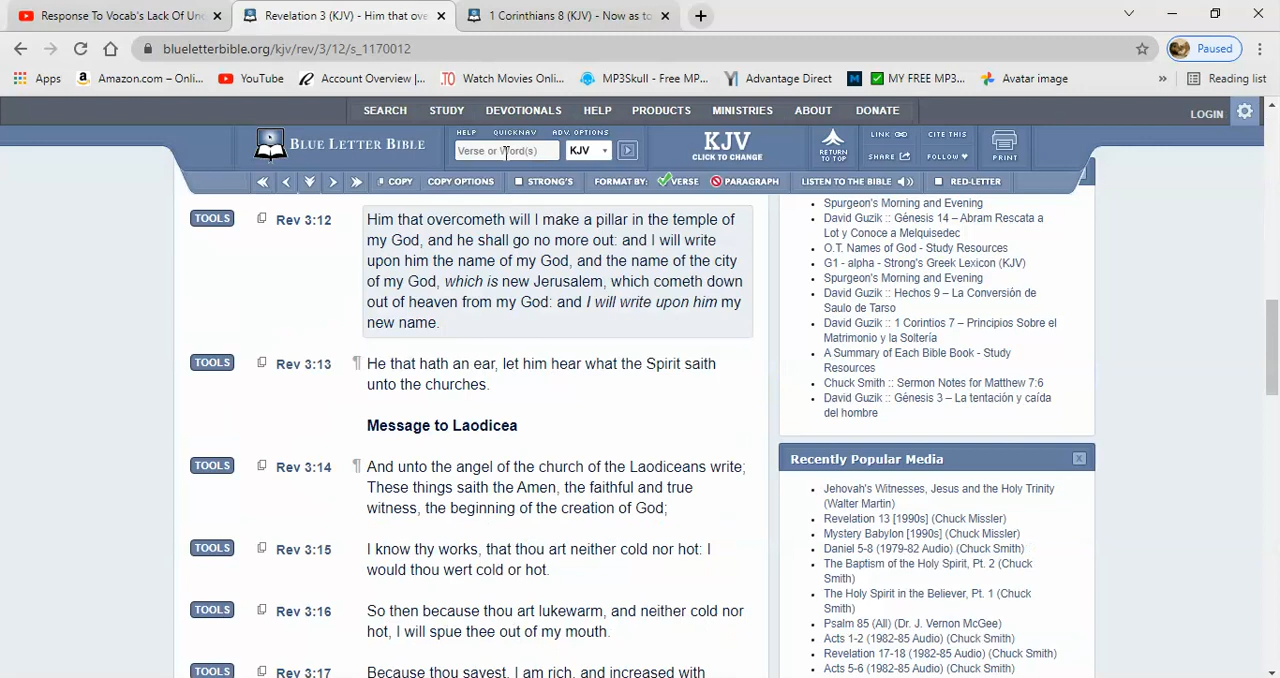 Response To Vocab's Lack Of Un
Revelation 3 (KJV) - Him that ove
1 Corinthians 8 (KJV) - Now as to
blueletterbible.org/kjv/rev/3/12/s_1170012
Paused
Apps
Amazon.com – Onli...
YouTube
Account Overview |...
Watch Movies Onlin...
MP3Skull - Free MP...
Advantage Direct
MY FREE MP3...
Avatar image
»
Reading list
SEARCH STUDY DEVOTIONALS HELP PRODUCTS MINISTRIES ABOUT DONATE
LOGIN
BLUE LETTER BIBLE
HELP QUICKNAV ADV. OPTIONS
Verse or Word(s)
KJV
KJV
CLICK TO CHANGE
RETURN
TO TOP
LINK
CITE THIS
SHARE
FOLLOW
PRINT
COPY
COPY OPTIONS
STRONG'S
FORMAT BY:
VERSE
PARAGRAPH
LISTEN TO THE BIBLE
RED-LETTER
TOOLS
Rev 3:12
Him that overcometh will I make a pillar in the temple of
my God, and he shall go no more out: and I will write
upon him the name of my God, and the name of the city
of my God, which is new Jerusalem, which cometh down
out of heaven from my God: and I will write upon him my
new name.
TOOLS
Rev 3:13
¶ He that hath an ear, let him hear what the Spirit saith
unto the churches.
Message to Laodicea
TOOLS
Rev 3:14
¶ And unto the angel of the church of the Laodiceans write;
These things saith the Amen, the faithful and true
witness, the beginning of the creation of God;
TOOLS
Rev 3:15
I know thy works, that thou art neither cold nor hot: I
would thou wert cold or hot.
TOOLS
Rev 3:16
So then because thou art lukewarm, and neither cold nor
hot, I will spue thee out of my mouth.
TOOLS
Rev 3:17
Because thou sayest, I am rich, and increased with
Spurgeon's Morning and Evening
David Guzik :: Génesis 14 – Abram Rescata a
Lot y Conoce a Melquisedec
O.T. Names of God - Study Resources
G1 - alpha - Strong's Greek Lexicon (KJV)
Spurgeon's Morning and Evening
David Guzik :: Hechos 9 – La Conversión de
Saulo de Tarso
David Guzik :: 1 Corintios 7 – Principios Sobre el
Matrimonio y la Soltería
A Summary of Each Bible Book - Study
Resources
Chuck Smith :: Sermon Notes for Matthew 7:6
David Guzik :: Génesis 3 – La tentación y caída
del hombre
Recently Popular Media
Jehovah's Witnesses, Jesus and the Holy Trinity
(Walter Martin)
Revelation 13 [1990s] (Chuck Missler)
Mystery Babylon [1990s] (Chuck Missler)
Daniel 5-8 (1979-82 Audio) (Chuck Smith)
The Baptism of the Holy Spirit, Pt. 2 (Chuck
Smith)
The Holy Spirit in the Believer, Pt. 1 (Chuck
Smith)
Psalm 85 (All) (Dr. J. Vernon McGee)
Acts 1-2 (1982-85 Audio) (Chuck Smith)
Revelation 17-18 (1982-85 Audio) (Chuck Smith)
Acts 5-6 (1982-85 Audio) (Chuck Smith)